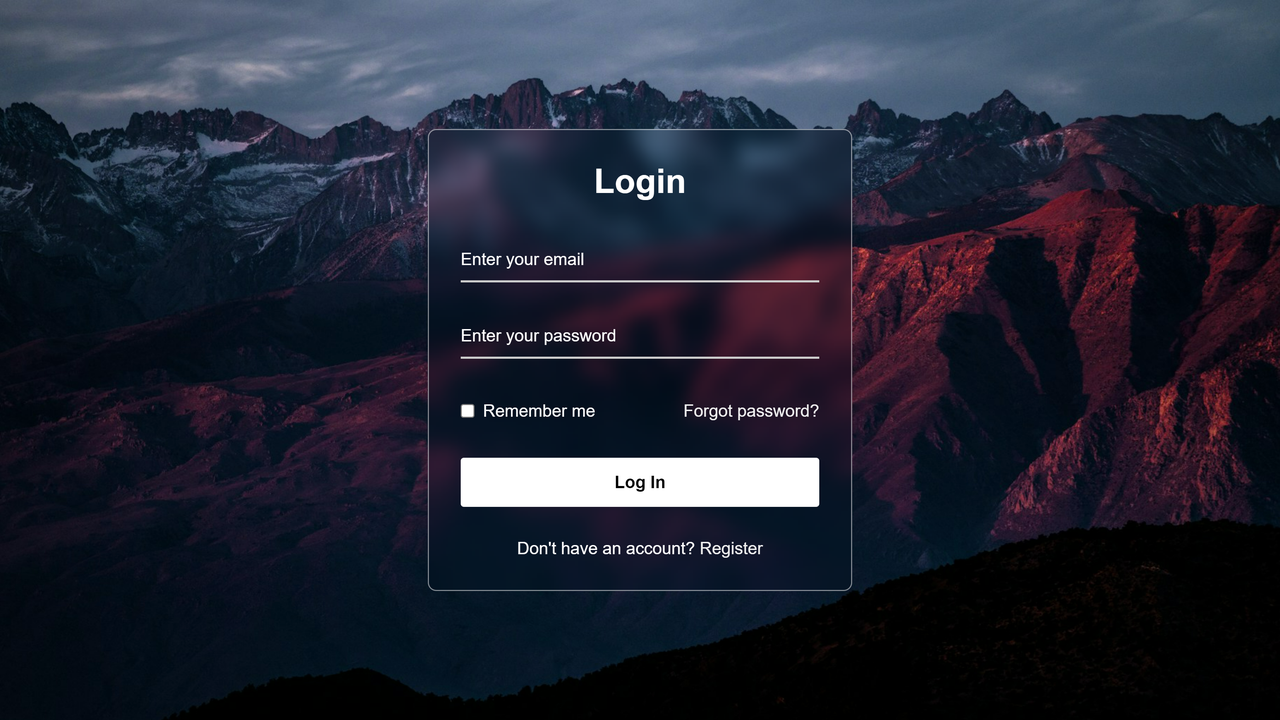 Login
Enter your email
Enter your password
Remember me Forgot password?
Log In
Don't have an account? Register